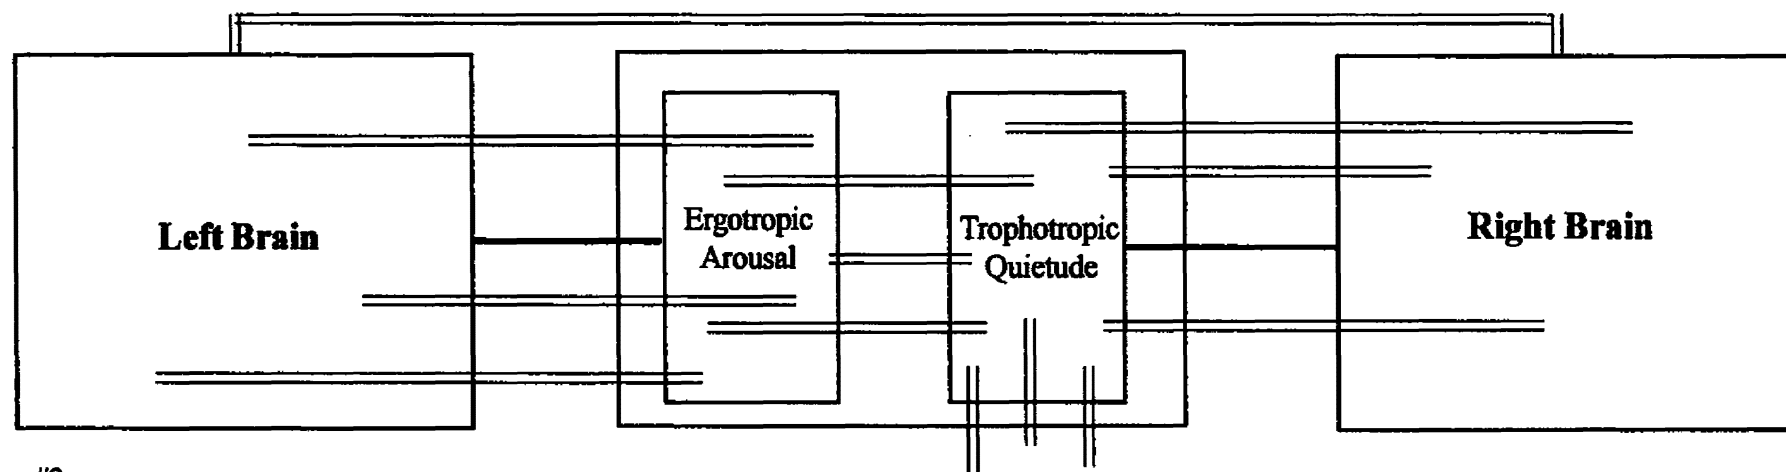 Left Brain
Ergotropic
Arousal
Trophotropic
Quietude
Right Brain